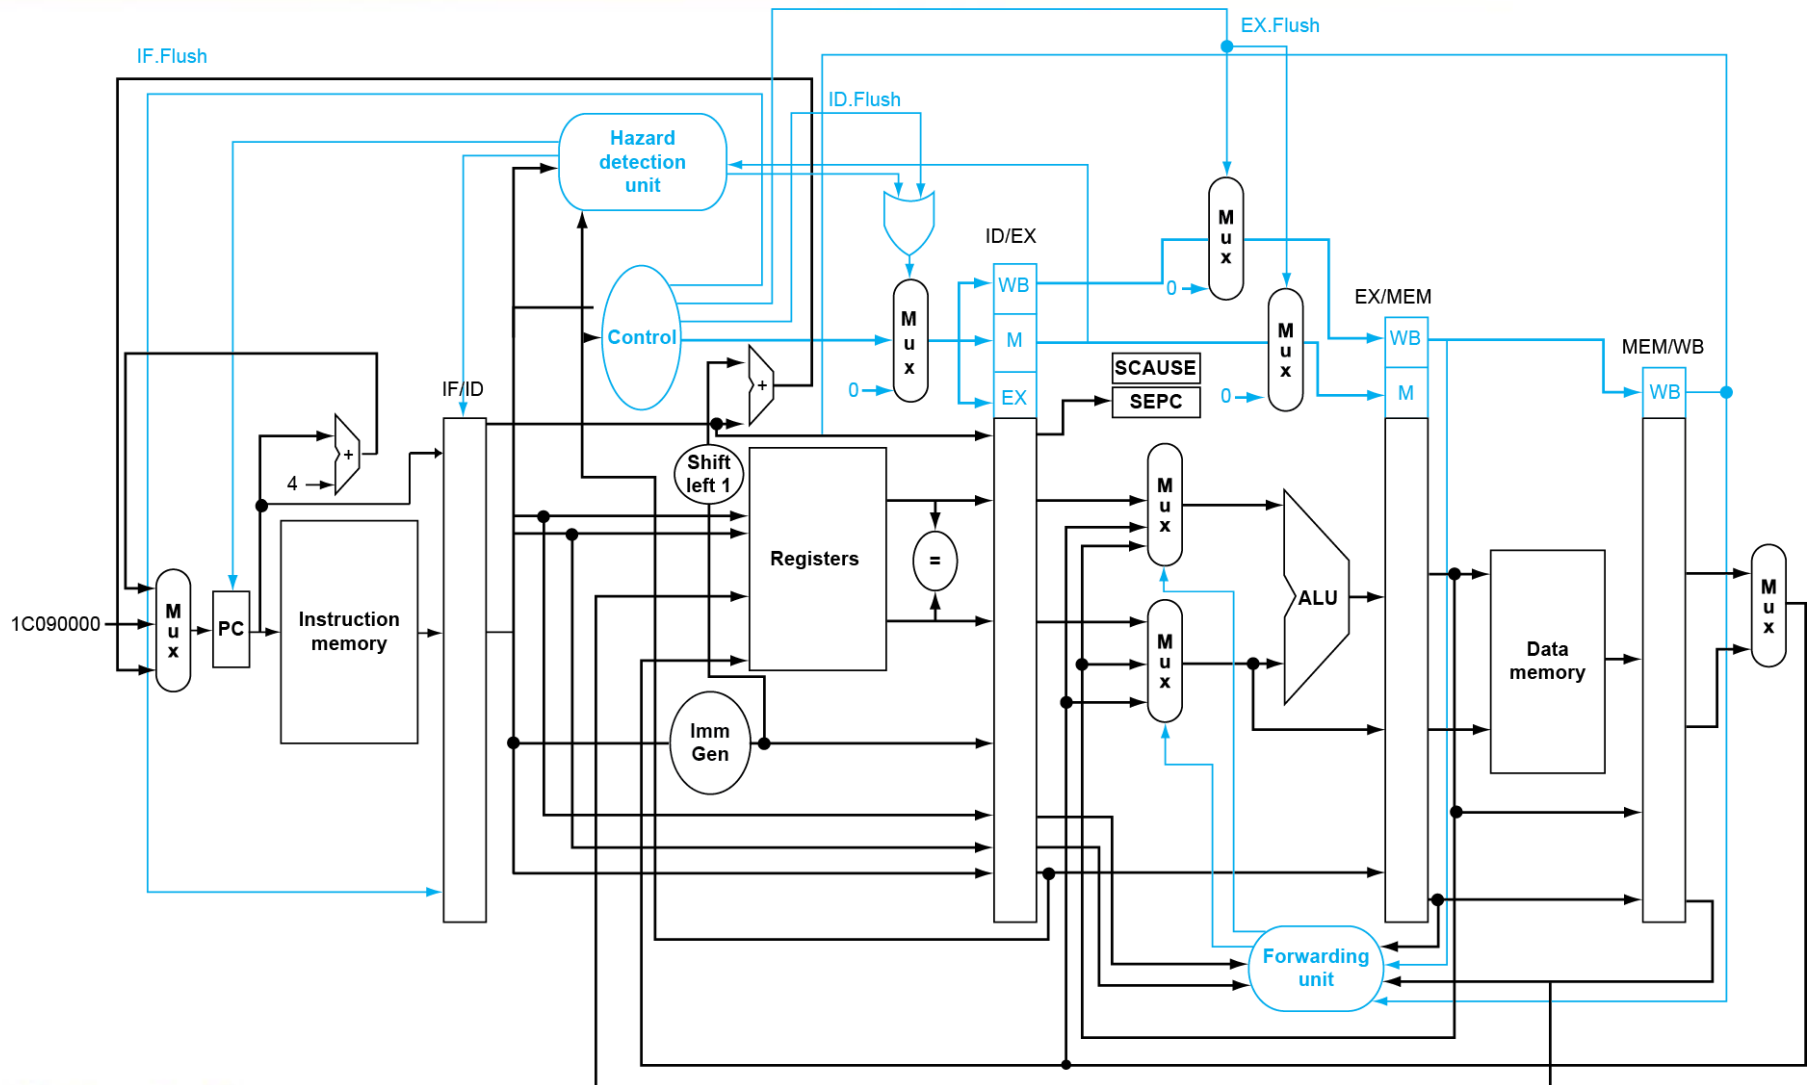 EX.Flush
IF.Flush
ID.Flush
Hazard
detection
unit
M
u
x
ID/EX
WB
0
EX/MEM
Control
M
u
x
M
M
u
x
WB
MEM/WB
SCAUSE
IF/ID
+
0
EX
SEPC
0
M
WB
+
4
Shift
left 1
M
u
x
Registers
=
Instruction
memory
1C090000
M
u
x
PC
ALU
M
u
x
Data
memory
M
u
x
Imm
Gen
Forwarding
unit